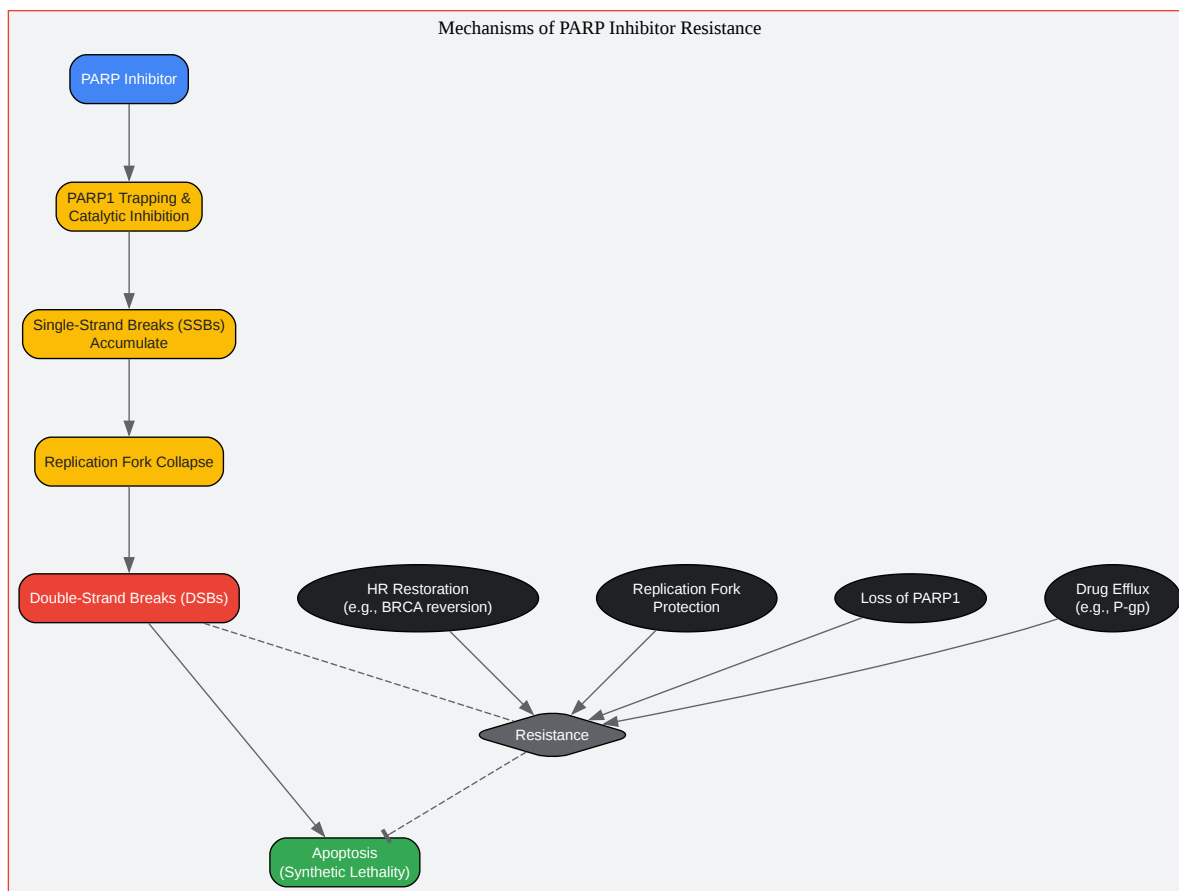 Mechanisms of PARP Inhibitor Resistance
PARP Inhibitor
PARP1 Trapping &
Catalytic Inhibition
Single-Strand Breaks (SSBs)
Accumulate
Replication Fork Collapse
Double-Strand Breaks (DSBs)
HR Restoration
(e.g., BRCA reversion)
Replication Fork
Protection
Loss of PARP1
Drug Efflux
(e.g., P-gp)
Resistance
Apoptosis
(Synthetic Lethality)